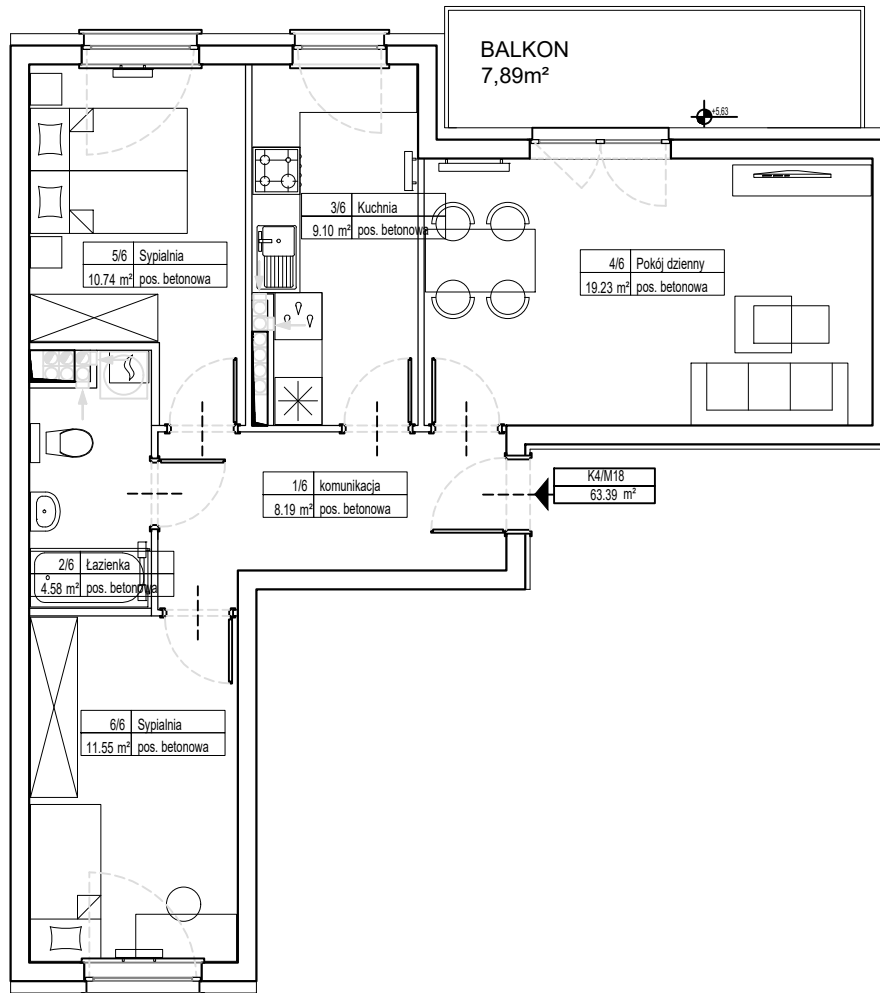 BALKON
7,89m²
+5,63
3/6 Kuchnia
9.10 m² pos. betonowa
5/6 Sypialnia
10.74 m² pos. betonowa
4/6 Pokój dzienny
19.23 m² pos. betonowa
1/6 komunikacja
8.19 m² pos. betonowa
K4/M18
63.39 m²
2/6 Łazienka
4.58 m² pos. betonowa
6/6 Sypialnia
11.55 m² pos. betonowa